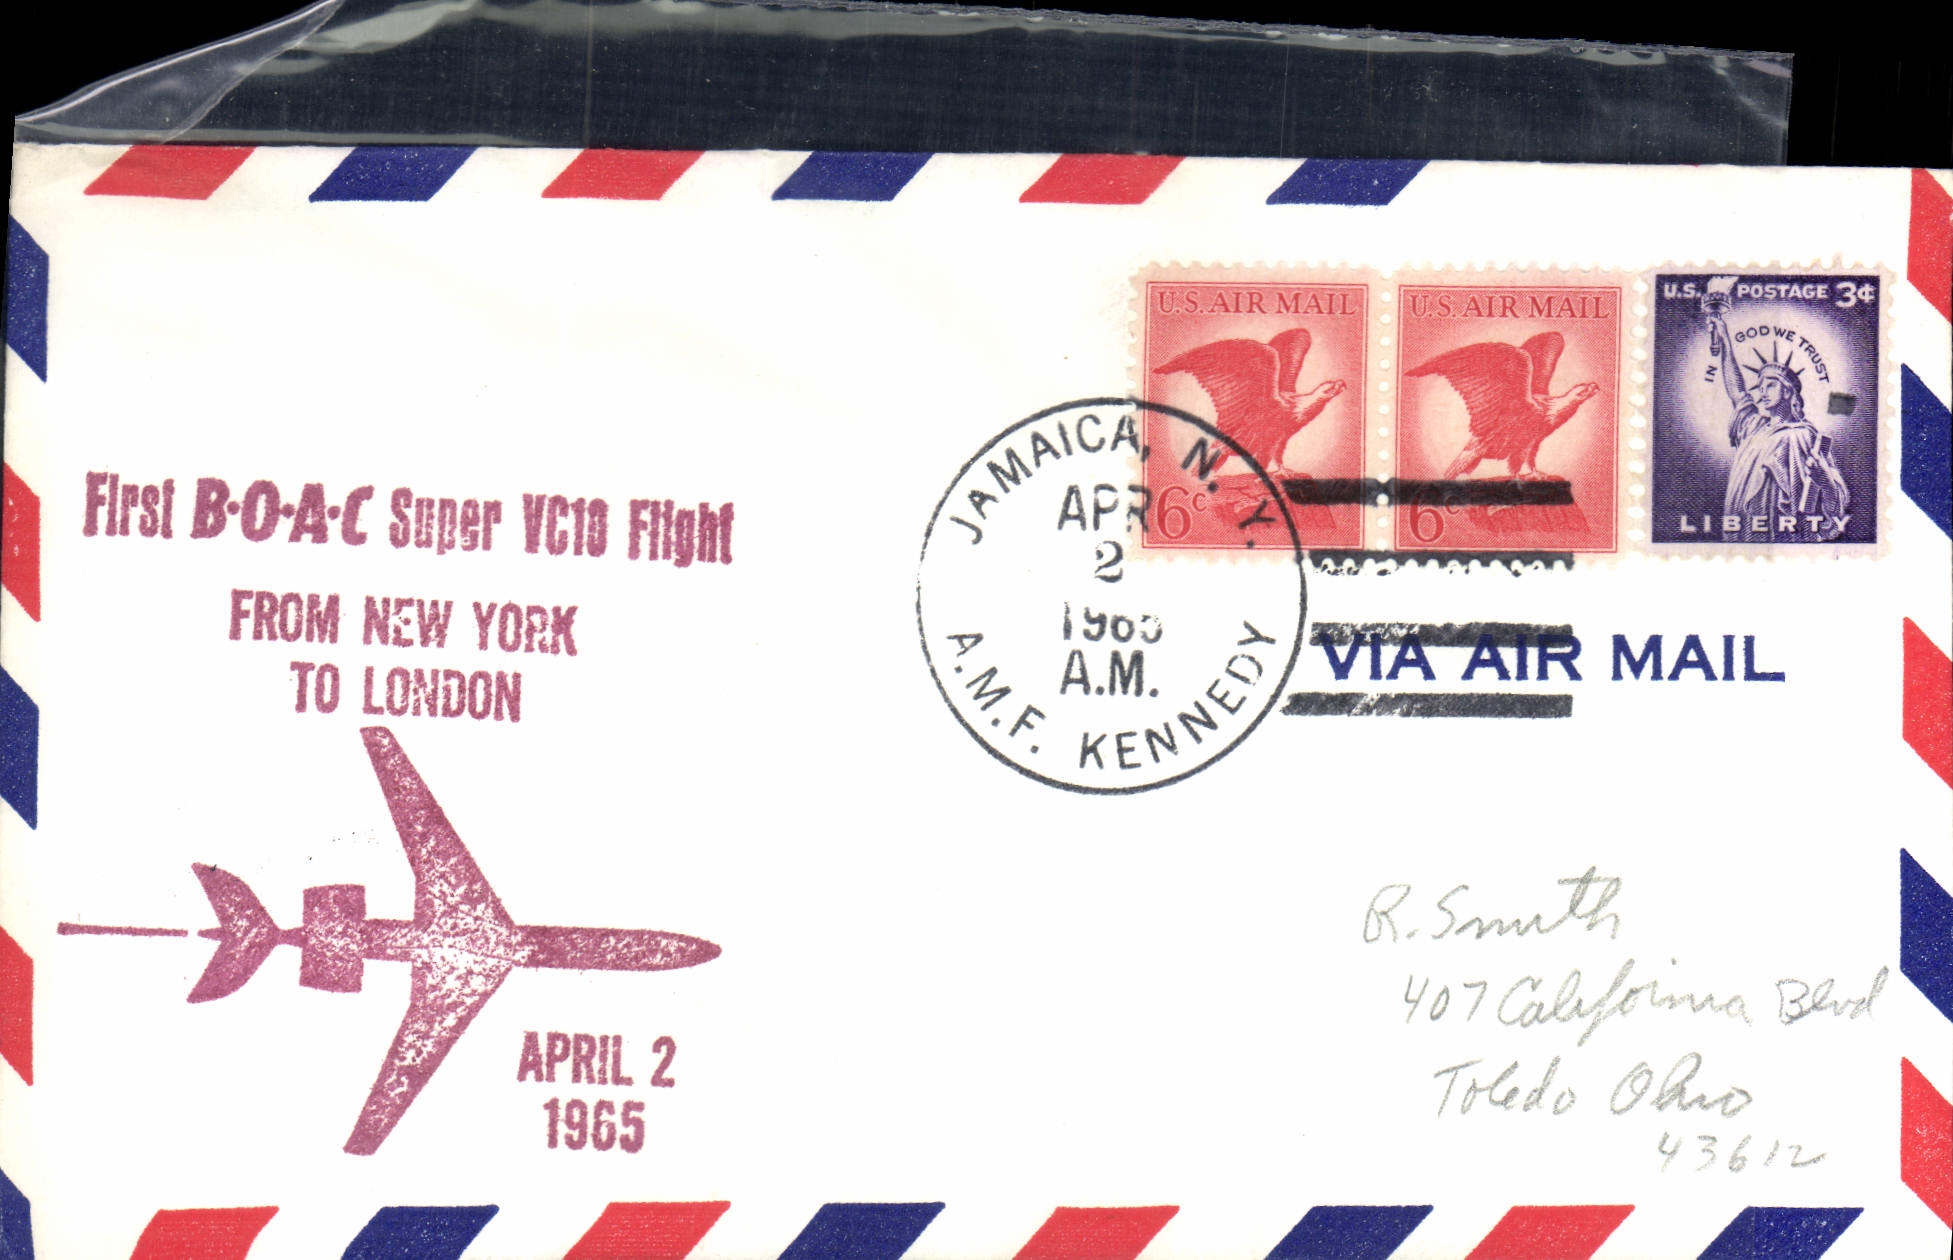 U.S. AIR MAIL
6c
U.S. AIR MAIL
6c
U.S. POSTAGE 3¢
IN GOD WE TRUST
LIBERTY
JAMAICA, N. Y.
APR
2
1965
A.M.
A.M.F. KENNEDY
VIA AIR MAIL
First B·O·A·C Super VC10 Flight
FROM NEW YORK
TO LONDON
APRIL 2
1965
R. Smith
407 California Blvd
Toledo Ohio
43612